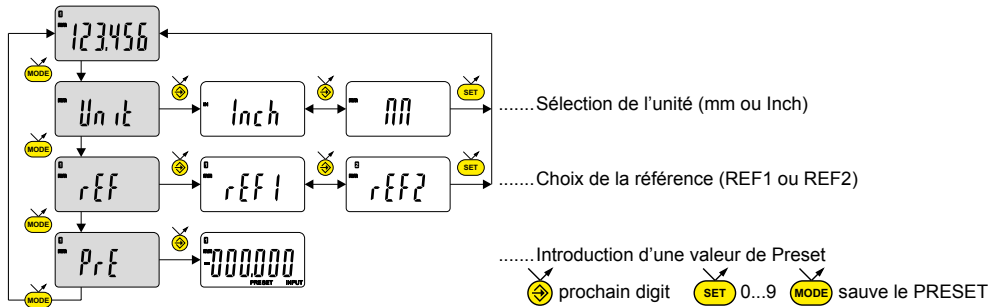 123.456
MODE
Unit Inch MM SET .......Sélection de l'unité (mm ou Inch)
MODE
rEF rEF1 rEF2 SET .......Choix de la référence (REF1 ou REF2)
MODE
PrE -000.000 PRESET INPUT .......Introduction d'une valeur de Preset
MODE
prochain digit SET 0...9 MODE sauve le PRESET